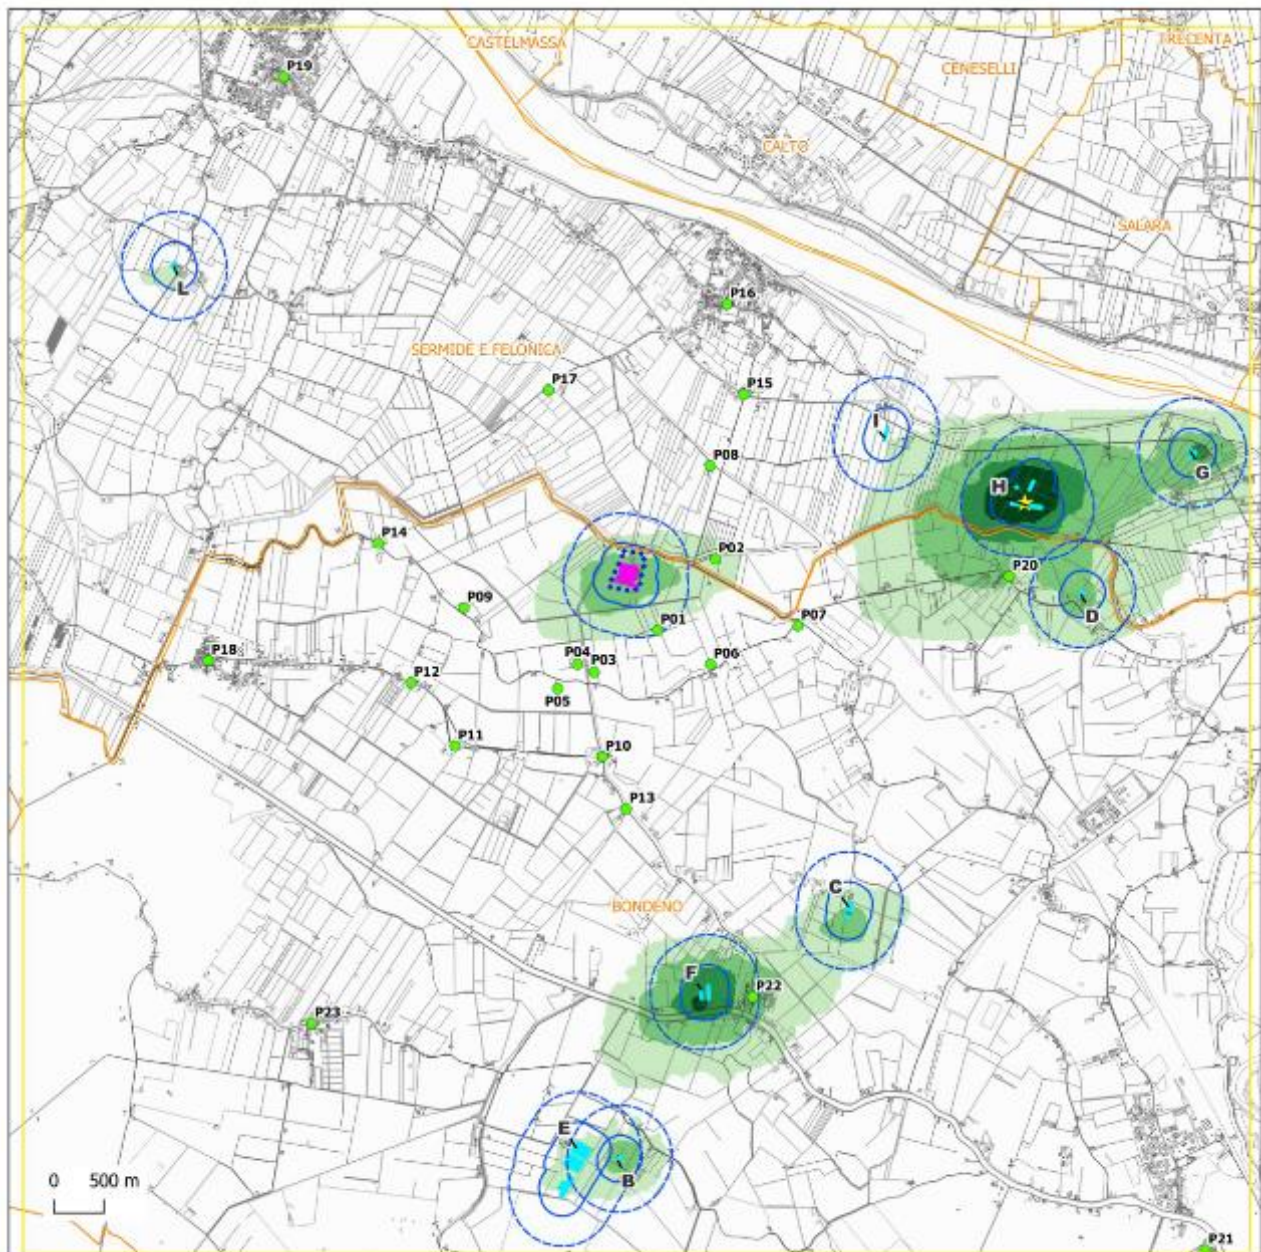 CASTELMASSA
TRECENTA
P19
CENESELLI
CALTO
SALARA
L
P16
SERMIDE E FELONICA
P17
P15
I
P08
G
H
P14
P02
P20
P09
D
P01
P07
P18
P04
P03
P06
P12
P05
P11
P10
P13
C
BONDENO
F
P22
P23
E
B
0 500 m
P21